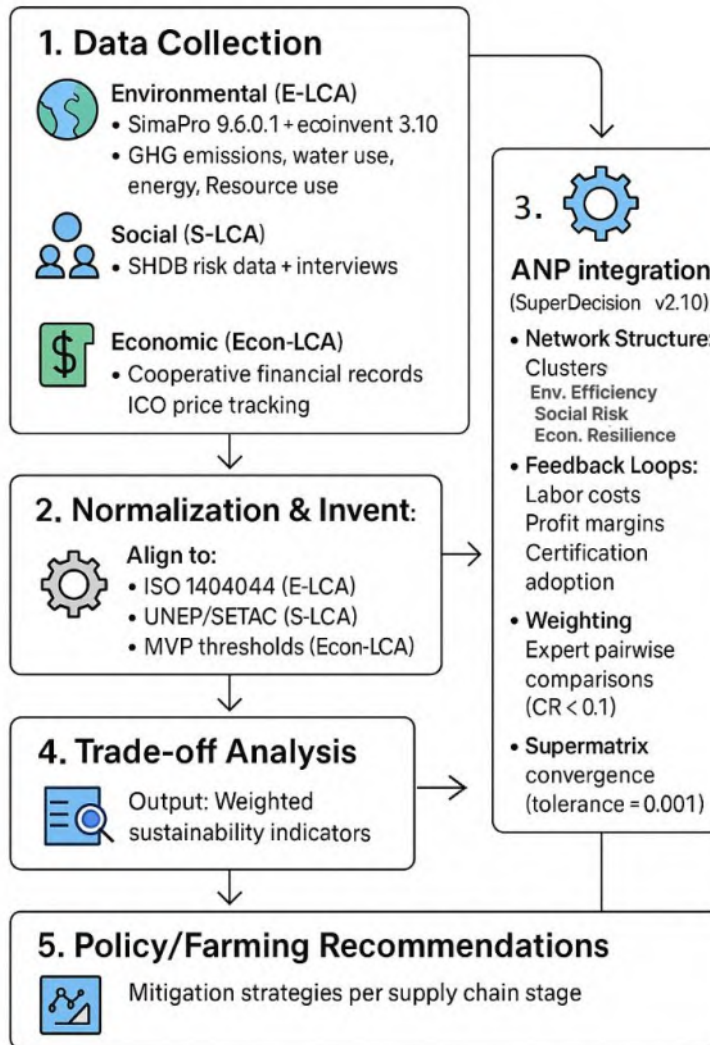 1. Data Collection
Environmental (E-LCA)
• SimaPro 9.6.0.1 + ecoinvent 3.10
• GHG emissions, water use,
energy, Resource use
Social (S-LCA)
• SHDB risk data + interviews
$
Economic (Econ-LCA)
• Cooperative financial records
ICO price tracking
2. Normalization & Invent:
Align to:
• ISO 1404044 (E-LCA)
• UNEP/SETAC (S-LCA)
• MVP thresholds (Econ-LCA)
3.
ANP integration
(SuperDecision v2.10)
• Network Structure:
Clusters
Env. Efficiency
Social Risk
Econ. Resilience
• Feedback Loops:
Labor costs
Profit margins
Certification
adoption
• Weighting
Expert pairwise
comparisons
(CR < 0.1)
• Supermatrix
convergence
(tolerance = 0.001)
4. Trade-off Analysis
Output: Weighted
sustainability indicators
5. Policy/Farming Recommendations
Mitigation strategies per supply chain stage